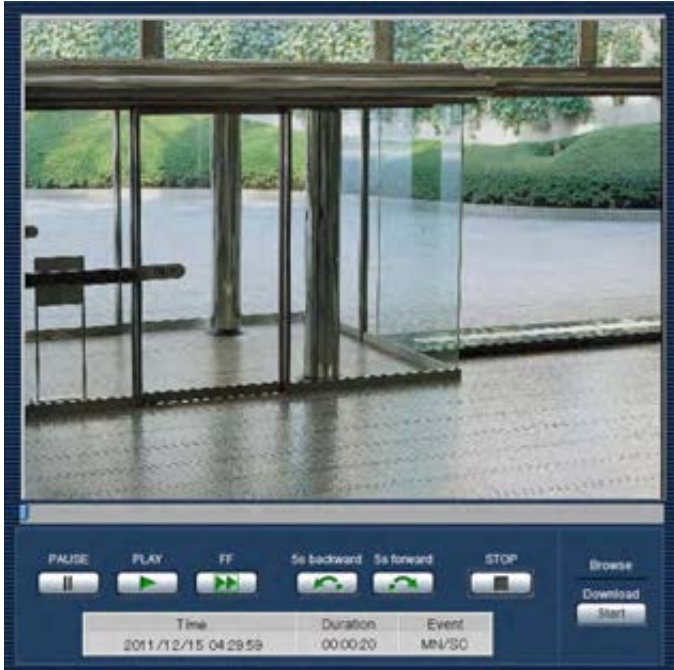 PAUSE PLAY FF 5s backward 5s forward STOP
Browse
Download
Start
Time Duration Event
2011/12/15 04:29:59 00:00:20 MN/SC